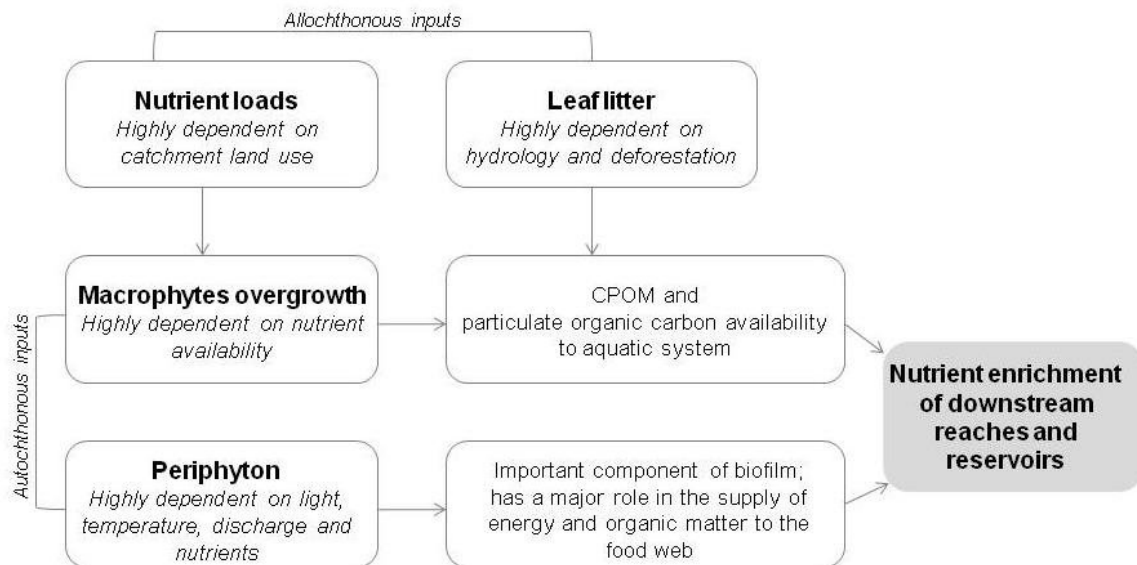 Allochthonous inputs
Nutrient loads
Highly dependent on
catchment land use
Leaf litter
Highly dependent on
hydrology and deforestation
Autochthonous inputs
Macrophytes overgrowth
Highly dependent on nutrient
availability
CPOM and
particulate organic carbon availability
to aquatic system
Nutrient enrichment
of downstream
reaches and
reservoirs
Periphyton
Highly dependent on light,
temperature, discharge and
nutrients
Important component of biofilm;
has a major role in the supply of
energy and organic matter to the
food web